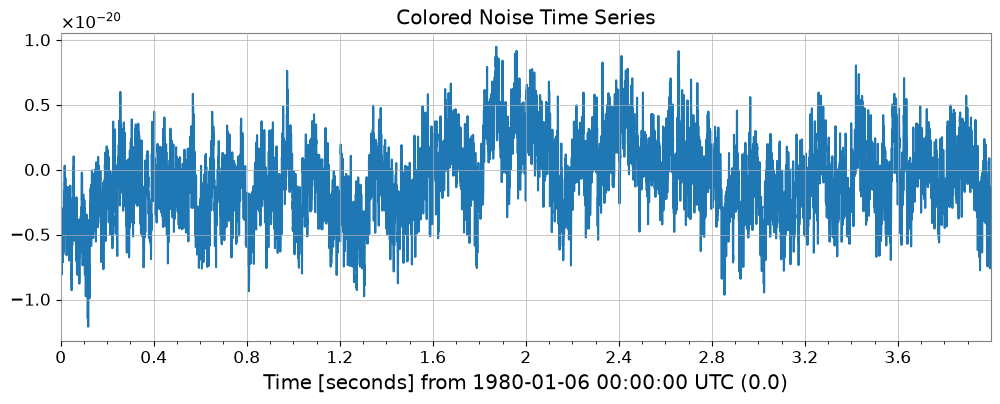 Colored Noise Time Series
×10⁻²⁰
1.0
0.5
0.0
−0.5
−1.0
0 0.4 0.8 1.2 1.6 2 2.4 2.8 3.2 3.6
Time [seconds] from 1980-01-06 00:00:00 UTC (0.0)